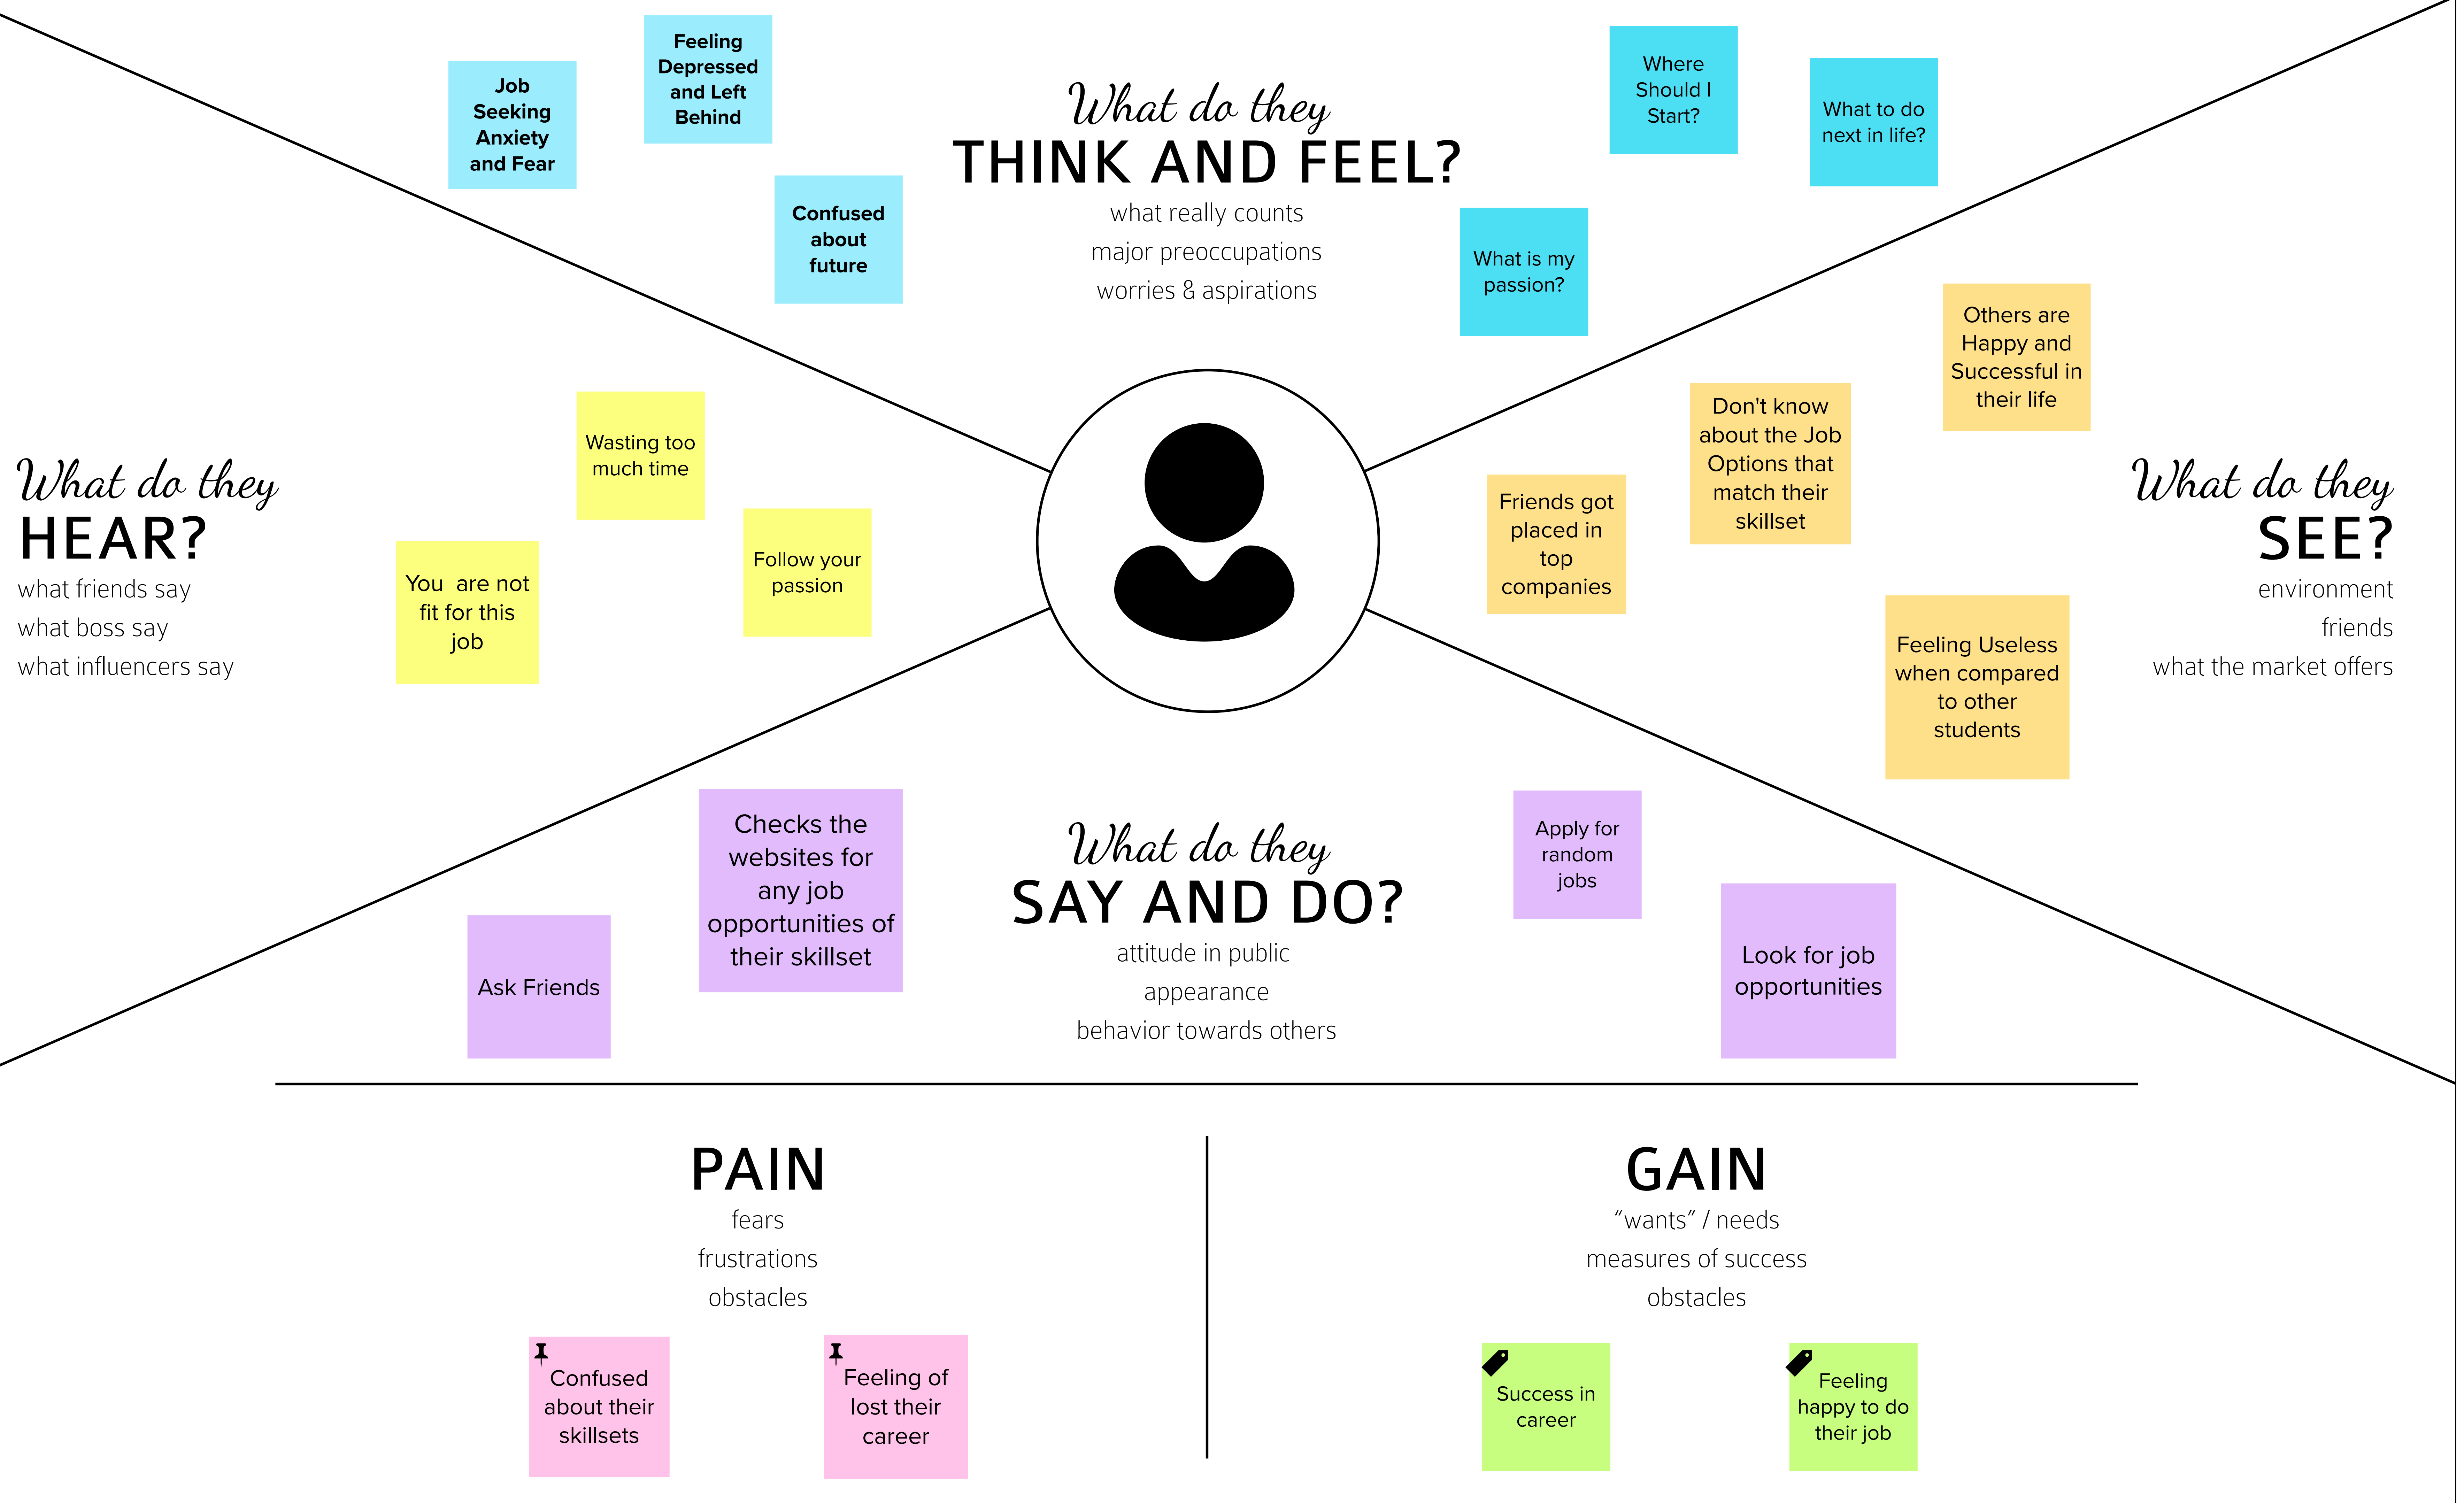 Job
Seeking
Anxiety
and Fear
Feeling
Depressed
and Left
Behind
Confused
about
future
What do they
THINK AND FEEL?
what really counts
major preoccupations
worries & aspirations
Where
Should I
Start?
What to do
next in life?
What is my
passion?
What do they
HEAR?
what friends say
what boss say
what influencers say
Wasting too
much time
You are not
fit for this
job
Follow your
passion
Others are
Happy and
Successful in
their life
Don't know
about the Job
Options that
match their
skillset
Friends got
placed in
top
companies
Feeling Useless
when compared
to other
students
What do they
SEE?
environment
friends
what the market offers
Checks the
websites for
any job
opportunities of
their skillset
Ask Friends
What do they
SAY AND DO?
attitude in public
appearance
behavior towards others
Apply for
random
jobs
Look for job
opportunities
PAIN
fears
frustrations
obstacles
Confused
about their
skillsets
Feeling of
lost their
career
GAIN
“wants” / needs
measures of success
obstacles
Success in
career
Feeling
happy to do
their job